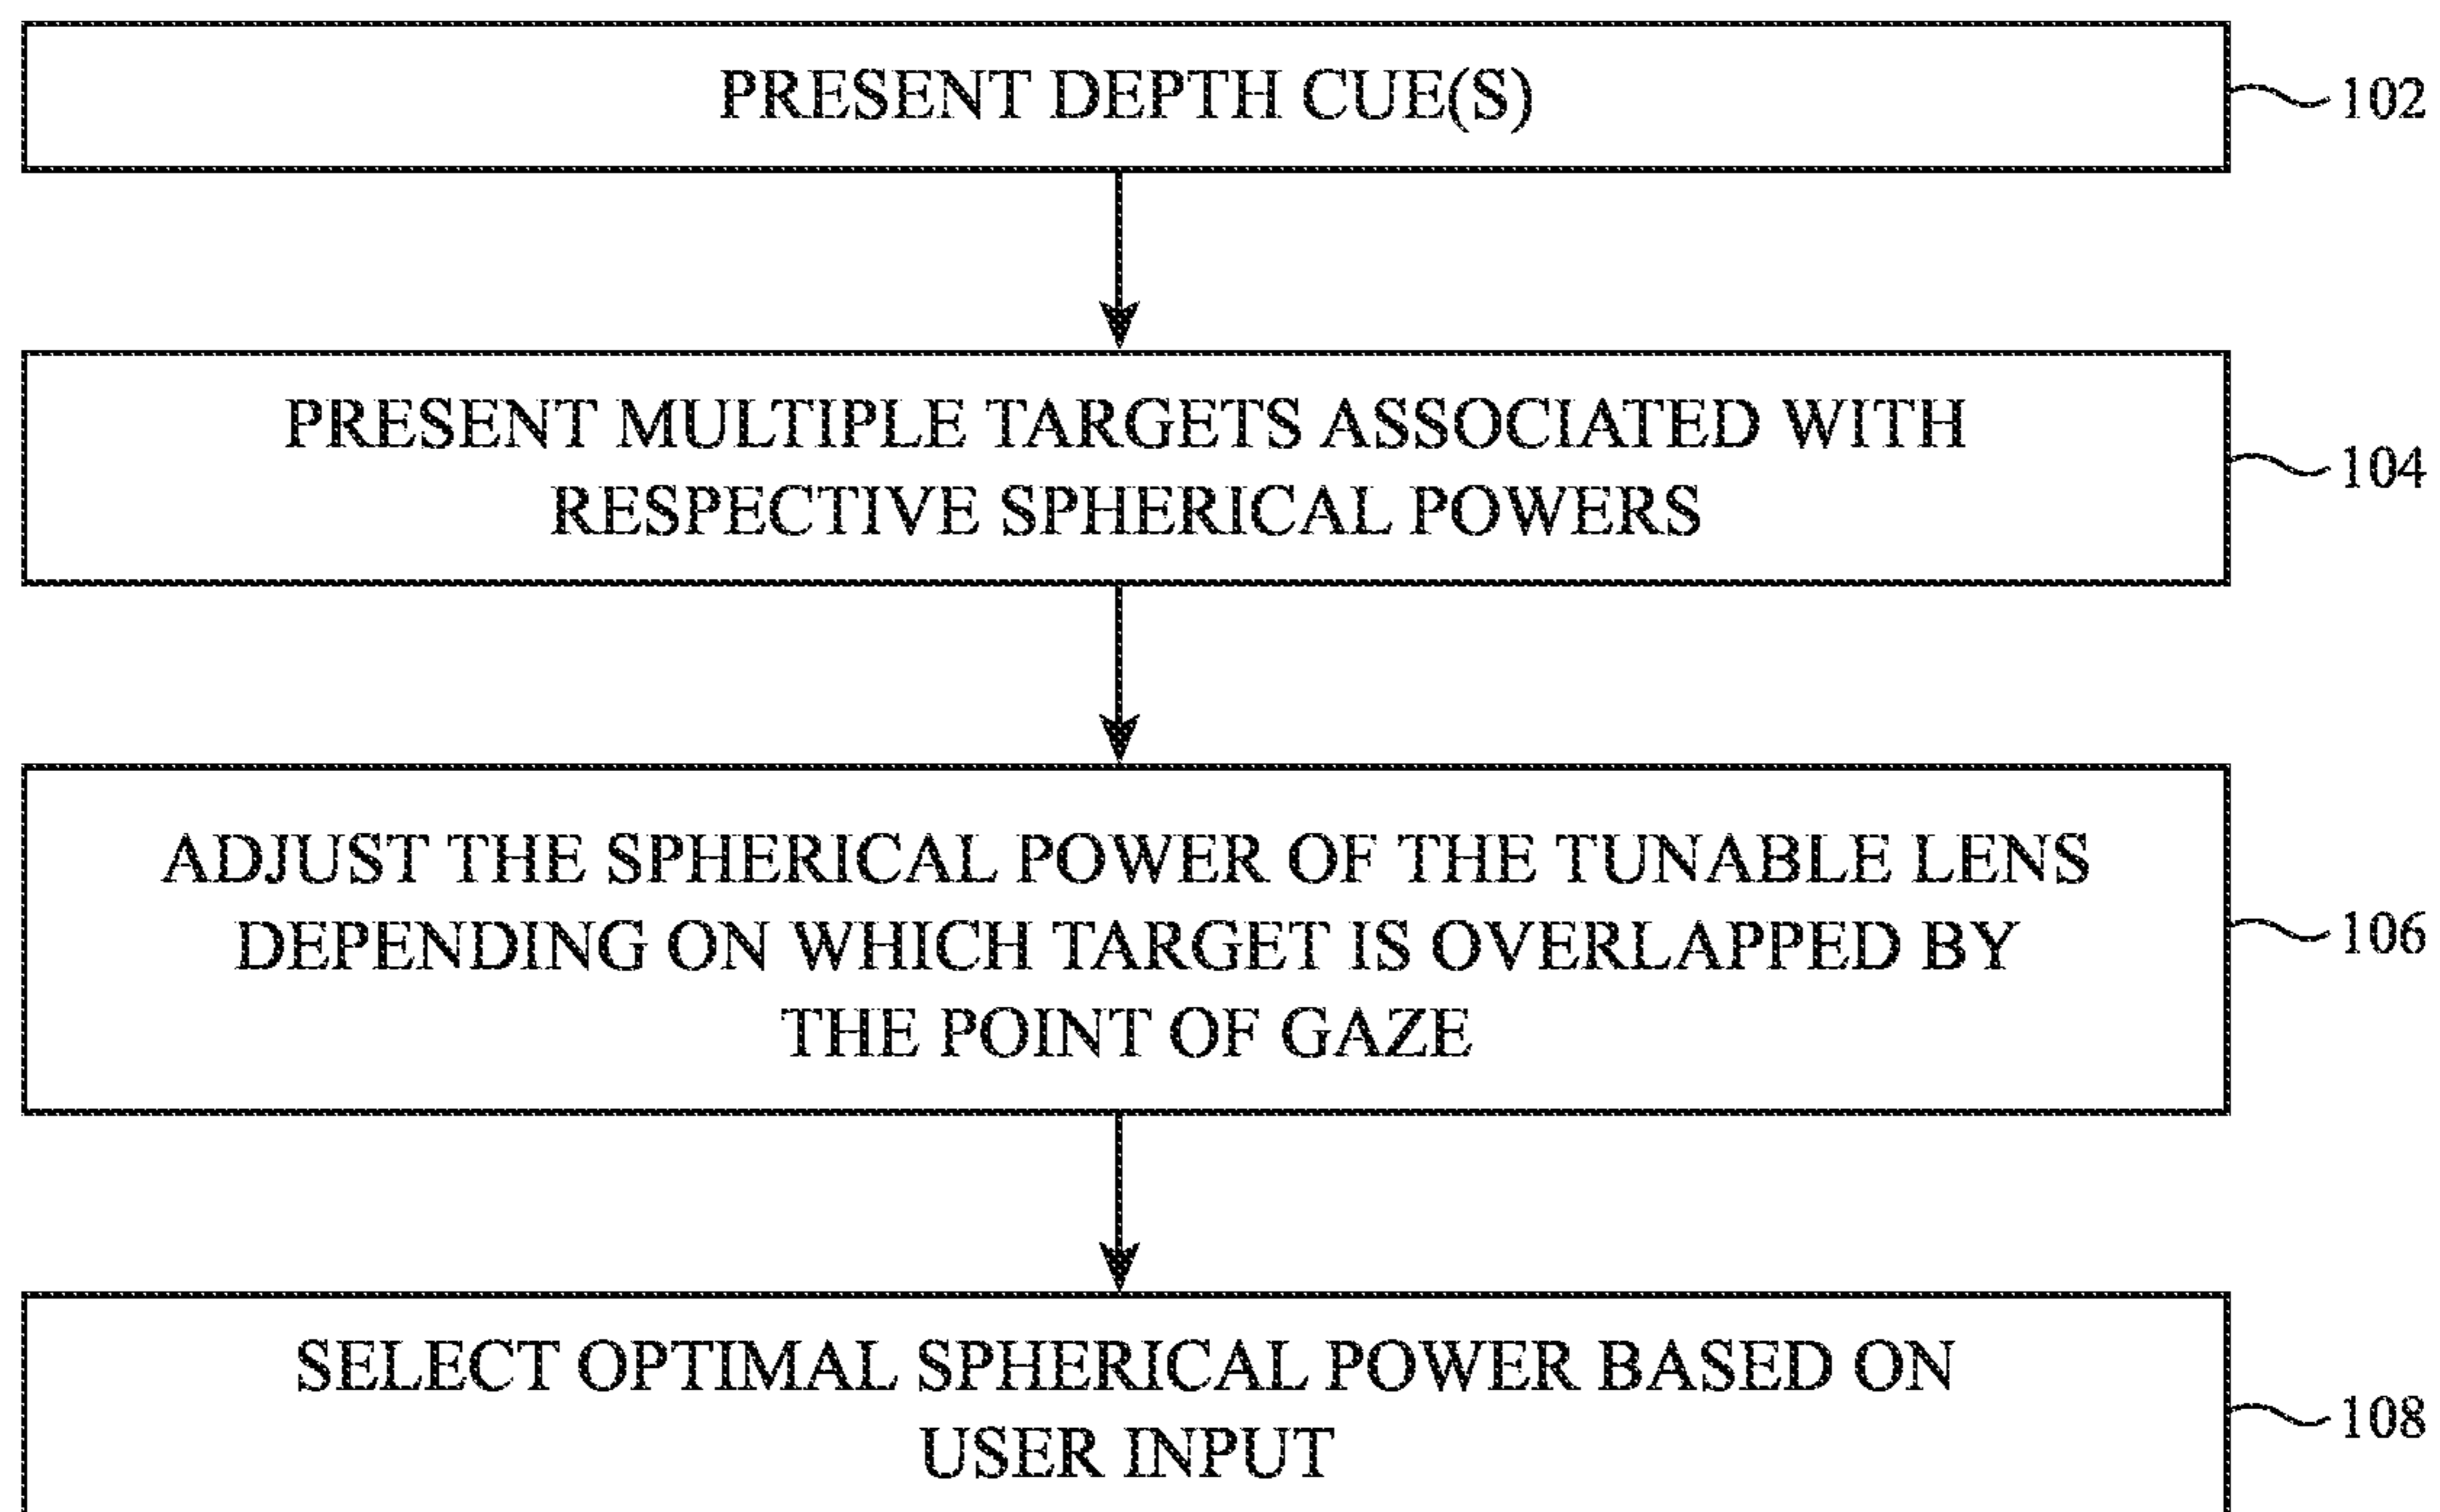 PRESENT DEPTH CUE(S)
102
PRESENT MULTIPLE TARGETS ASSOCIATED WITH
RESPECTIVE SPHERICAL POWERS
104
ADJUST THE SPHERICAL POWER OF THE TUNABLE LENS
DEPENDING ON WHICH TARGET IS OVERLAPPED BY
THE POINT OF GAZE
106
SELECT OPTIMAL SPHERICAL POWER BASED ON
USER INPUT
108